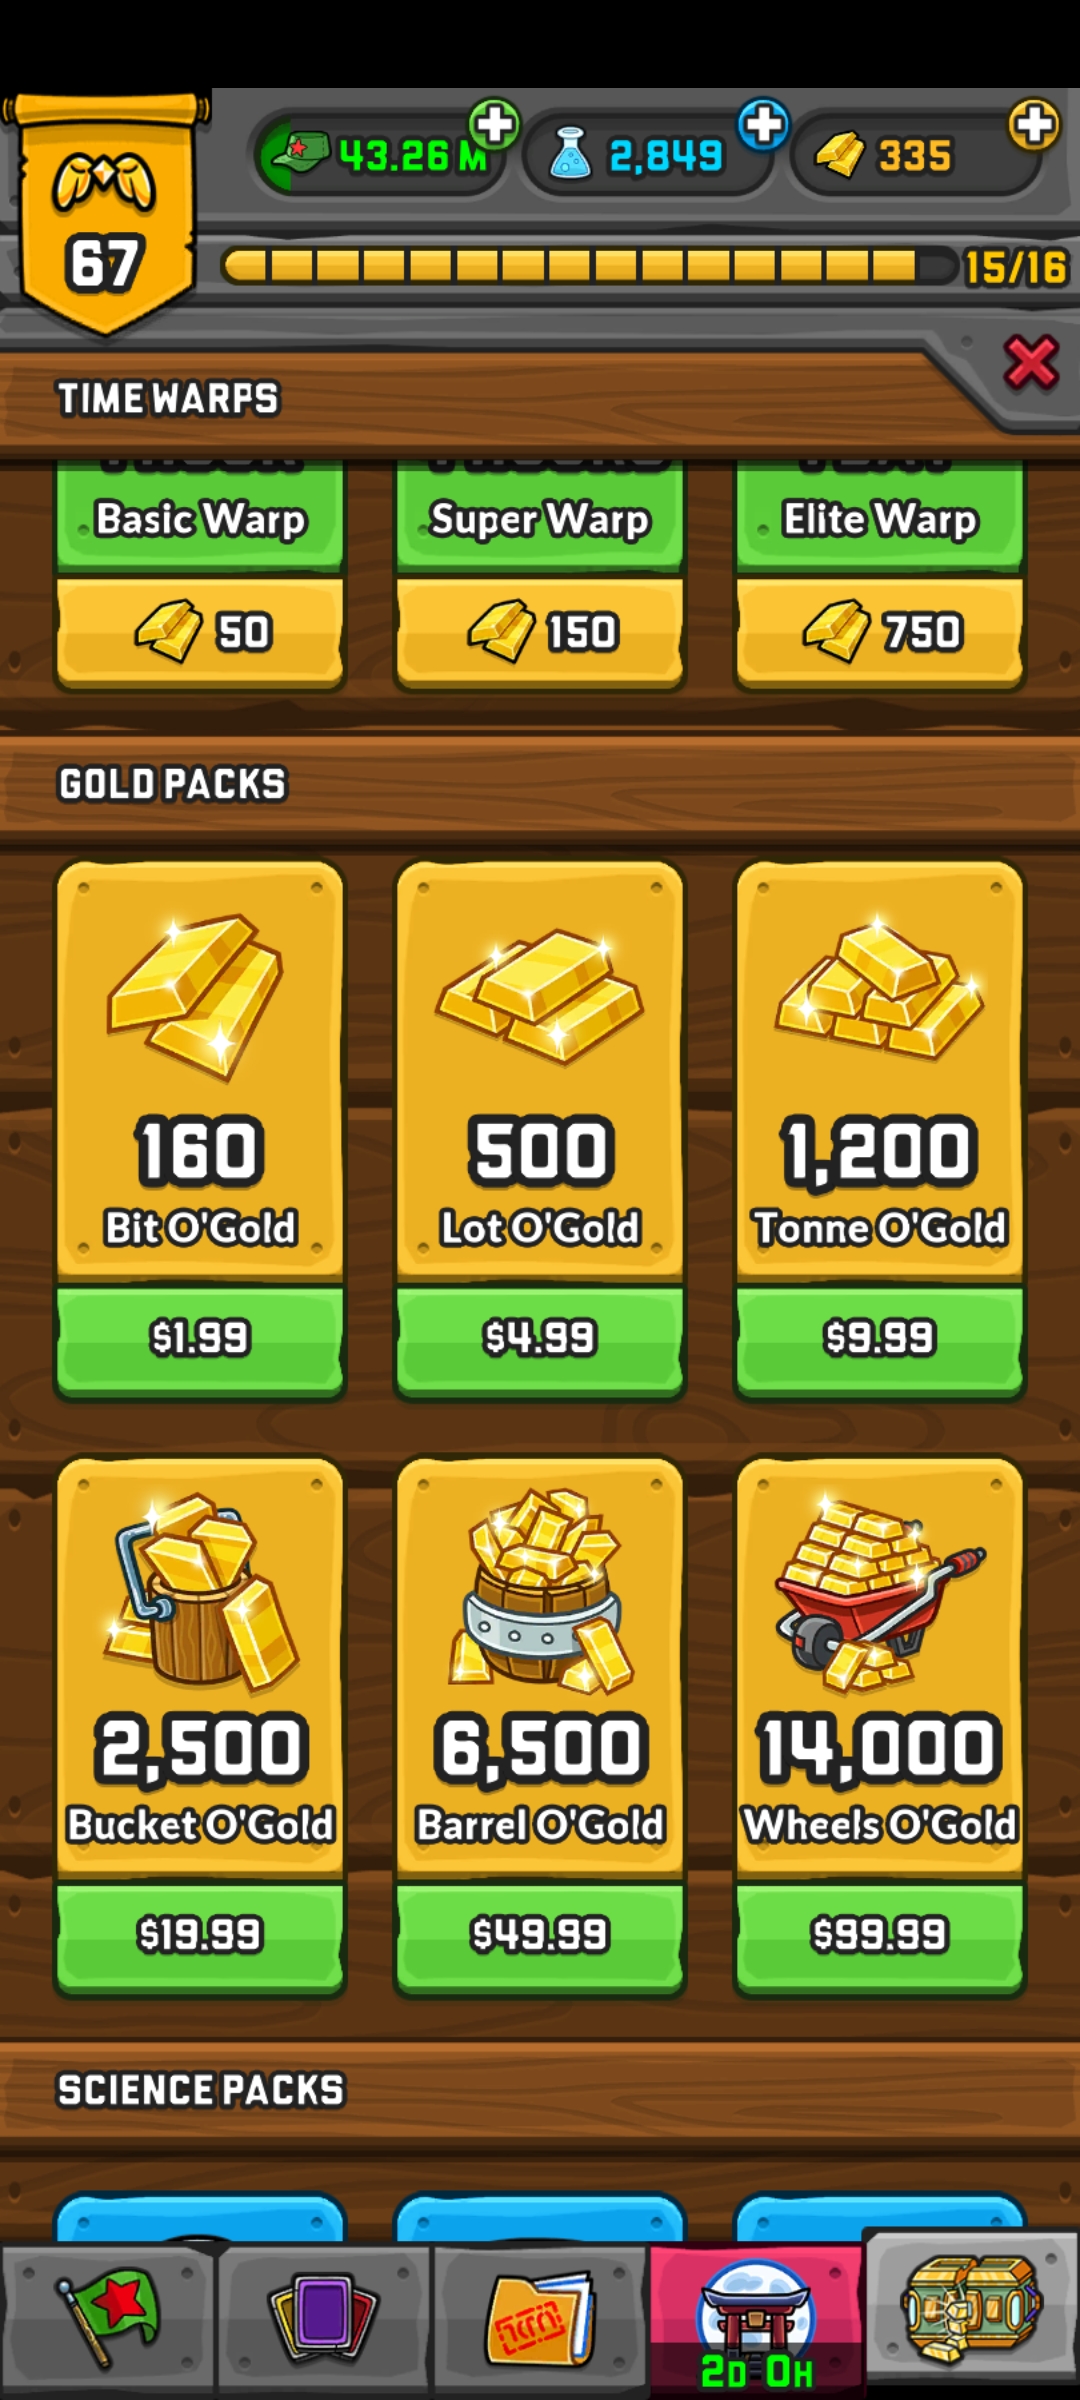 43.26 M
2,849
335
67
15/16
TIME WARPS
Basic Warp
Super Warp
Elite Warp
50
150
750
GOLD PACKS
160
500
1,200
Bit O'Gold
Lot O'Gold
Tonne O'Gold
$1.99
$4.99
$9.99
2,500
6,500
14,000
Bucket O'Gold
Barrel O'Gold
Wheels O'Gold
$19.99
$49.99
$99.99
SCIENCE PACKS
2D 0H